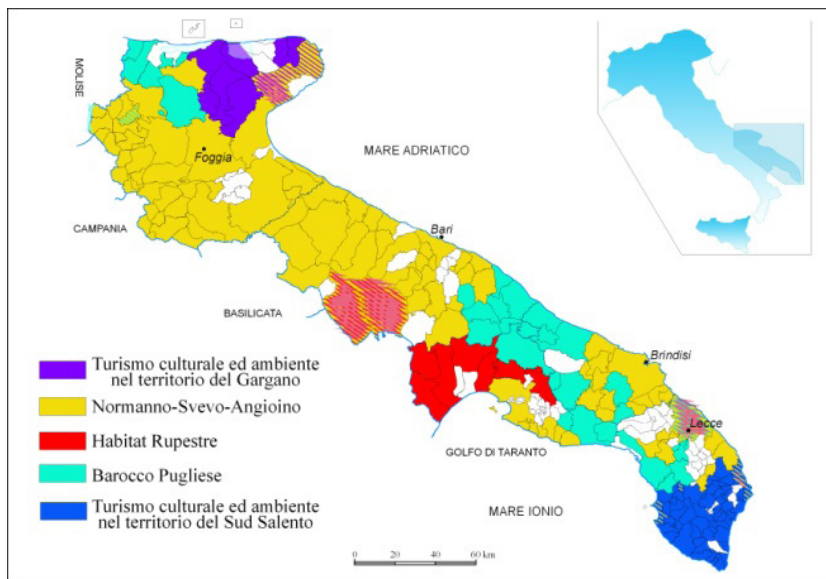 MOLISE
Foggia
MARE ADRIATICO
CAMPANIA
Bari
BASILICATA
Brindisi
Lecce
GOLFO DI TARANTO
MARE IONIO
Turismo culturale ed ambiente
nel territorio del Gargano
Normanno-Svevo-Angioino
Habitat Rupestre
Barocco Pugliese
Turismo culturale ed ambiente
nel territorio del Sud Salento
0 20 40 60 km